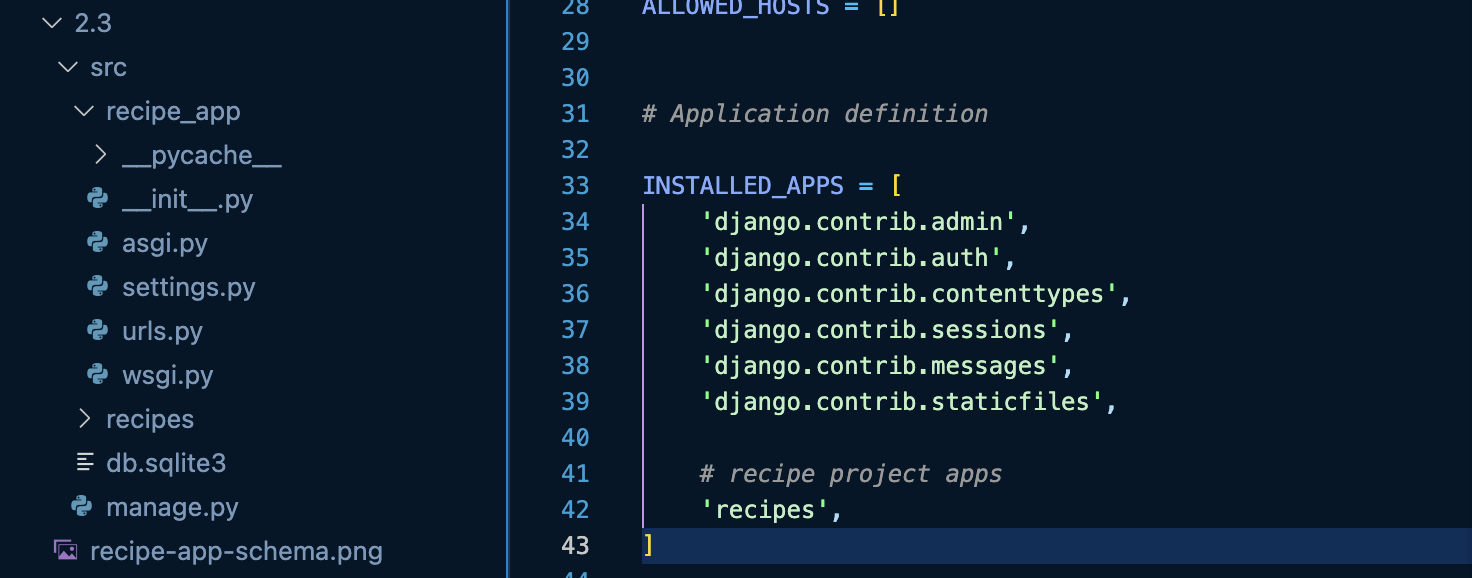 2.3
src
recipe_app
__pycache__
__init__.py
asgi.py
settings.py
urls.py
wsgi.py
recipes
db.sqlite3
manage.py
recipe-app-schema.png
28 ALLOWED_HOSTS = []
29
30
31 # Application definition
32
33 INSTALLED_APPS = [
34 'django.contrib.admin',
35 'django.contrib.auth',
36 'django.contrib.contenttypes',
37 'django.contrib.sessions',
38 'django.contrib.messages',
39 'django.contrib.staticfiles',
40
41 # recipe project apps
42 'recipes',
43 ]
44